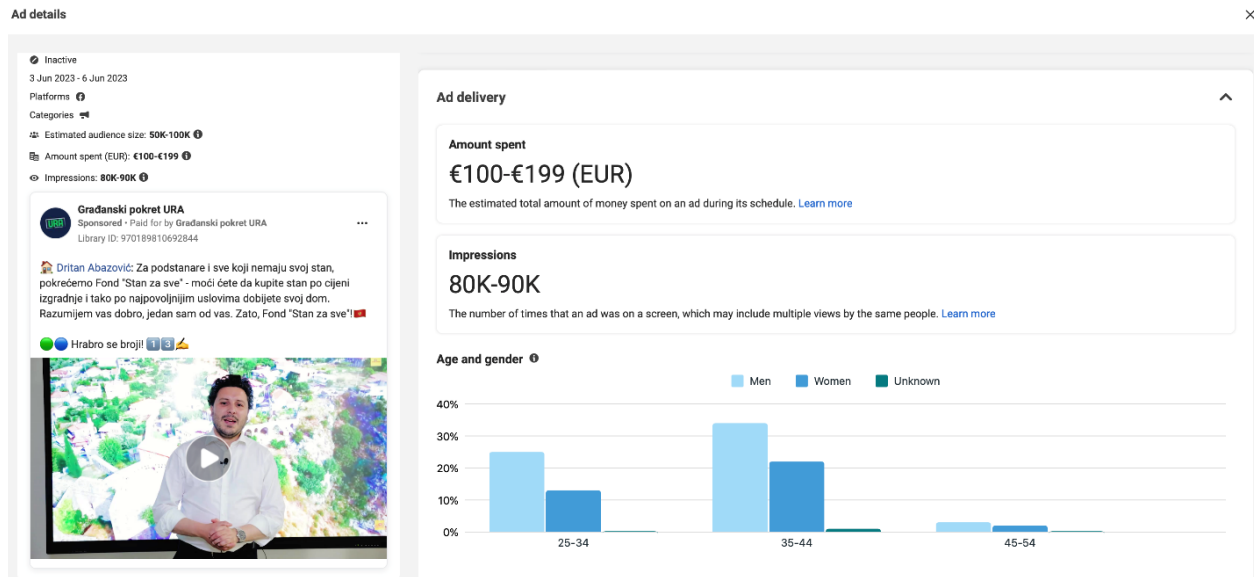 Ad details
Inactive
3 Jun 2023 - 6 Jun 2023
Platforms
Categories
Estimated audience size: 50K-100K
Amount spent (EUR): €100-€199
Impressions: 80K-90K
URA
Građanski pokret URA
Sponsored • Paid for by Građanski pokret URA
Library ID: 970189810692844
Dritan Abazović: Za podstanare i sve koji nemaju svoj stan,
pokrećemo Fond "Stan za sve" - moći ćete da kupite stan po cijeni
izgradnje i tako po najpovoljnijim uslovima dobijete svoj dom.
Razumijem vas dobro, jedan sam od vas. Zato, Fond "Stan za sve"!
Hrabro se broji! 1 3
Ad delivery
Amount spent
€100-€199 (EUR)
The estimated total amount of money spent on an ad during its schedule. Learn more
Impressions
80K-90K
The number of times that an ad was on a screen, which may include multiple views by the same people. Learn more
Age and gender
Men Women Unknown
40%
30%
20%
10%
0%
25-34 35-44 45-54